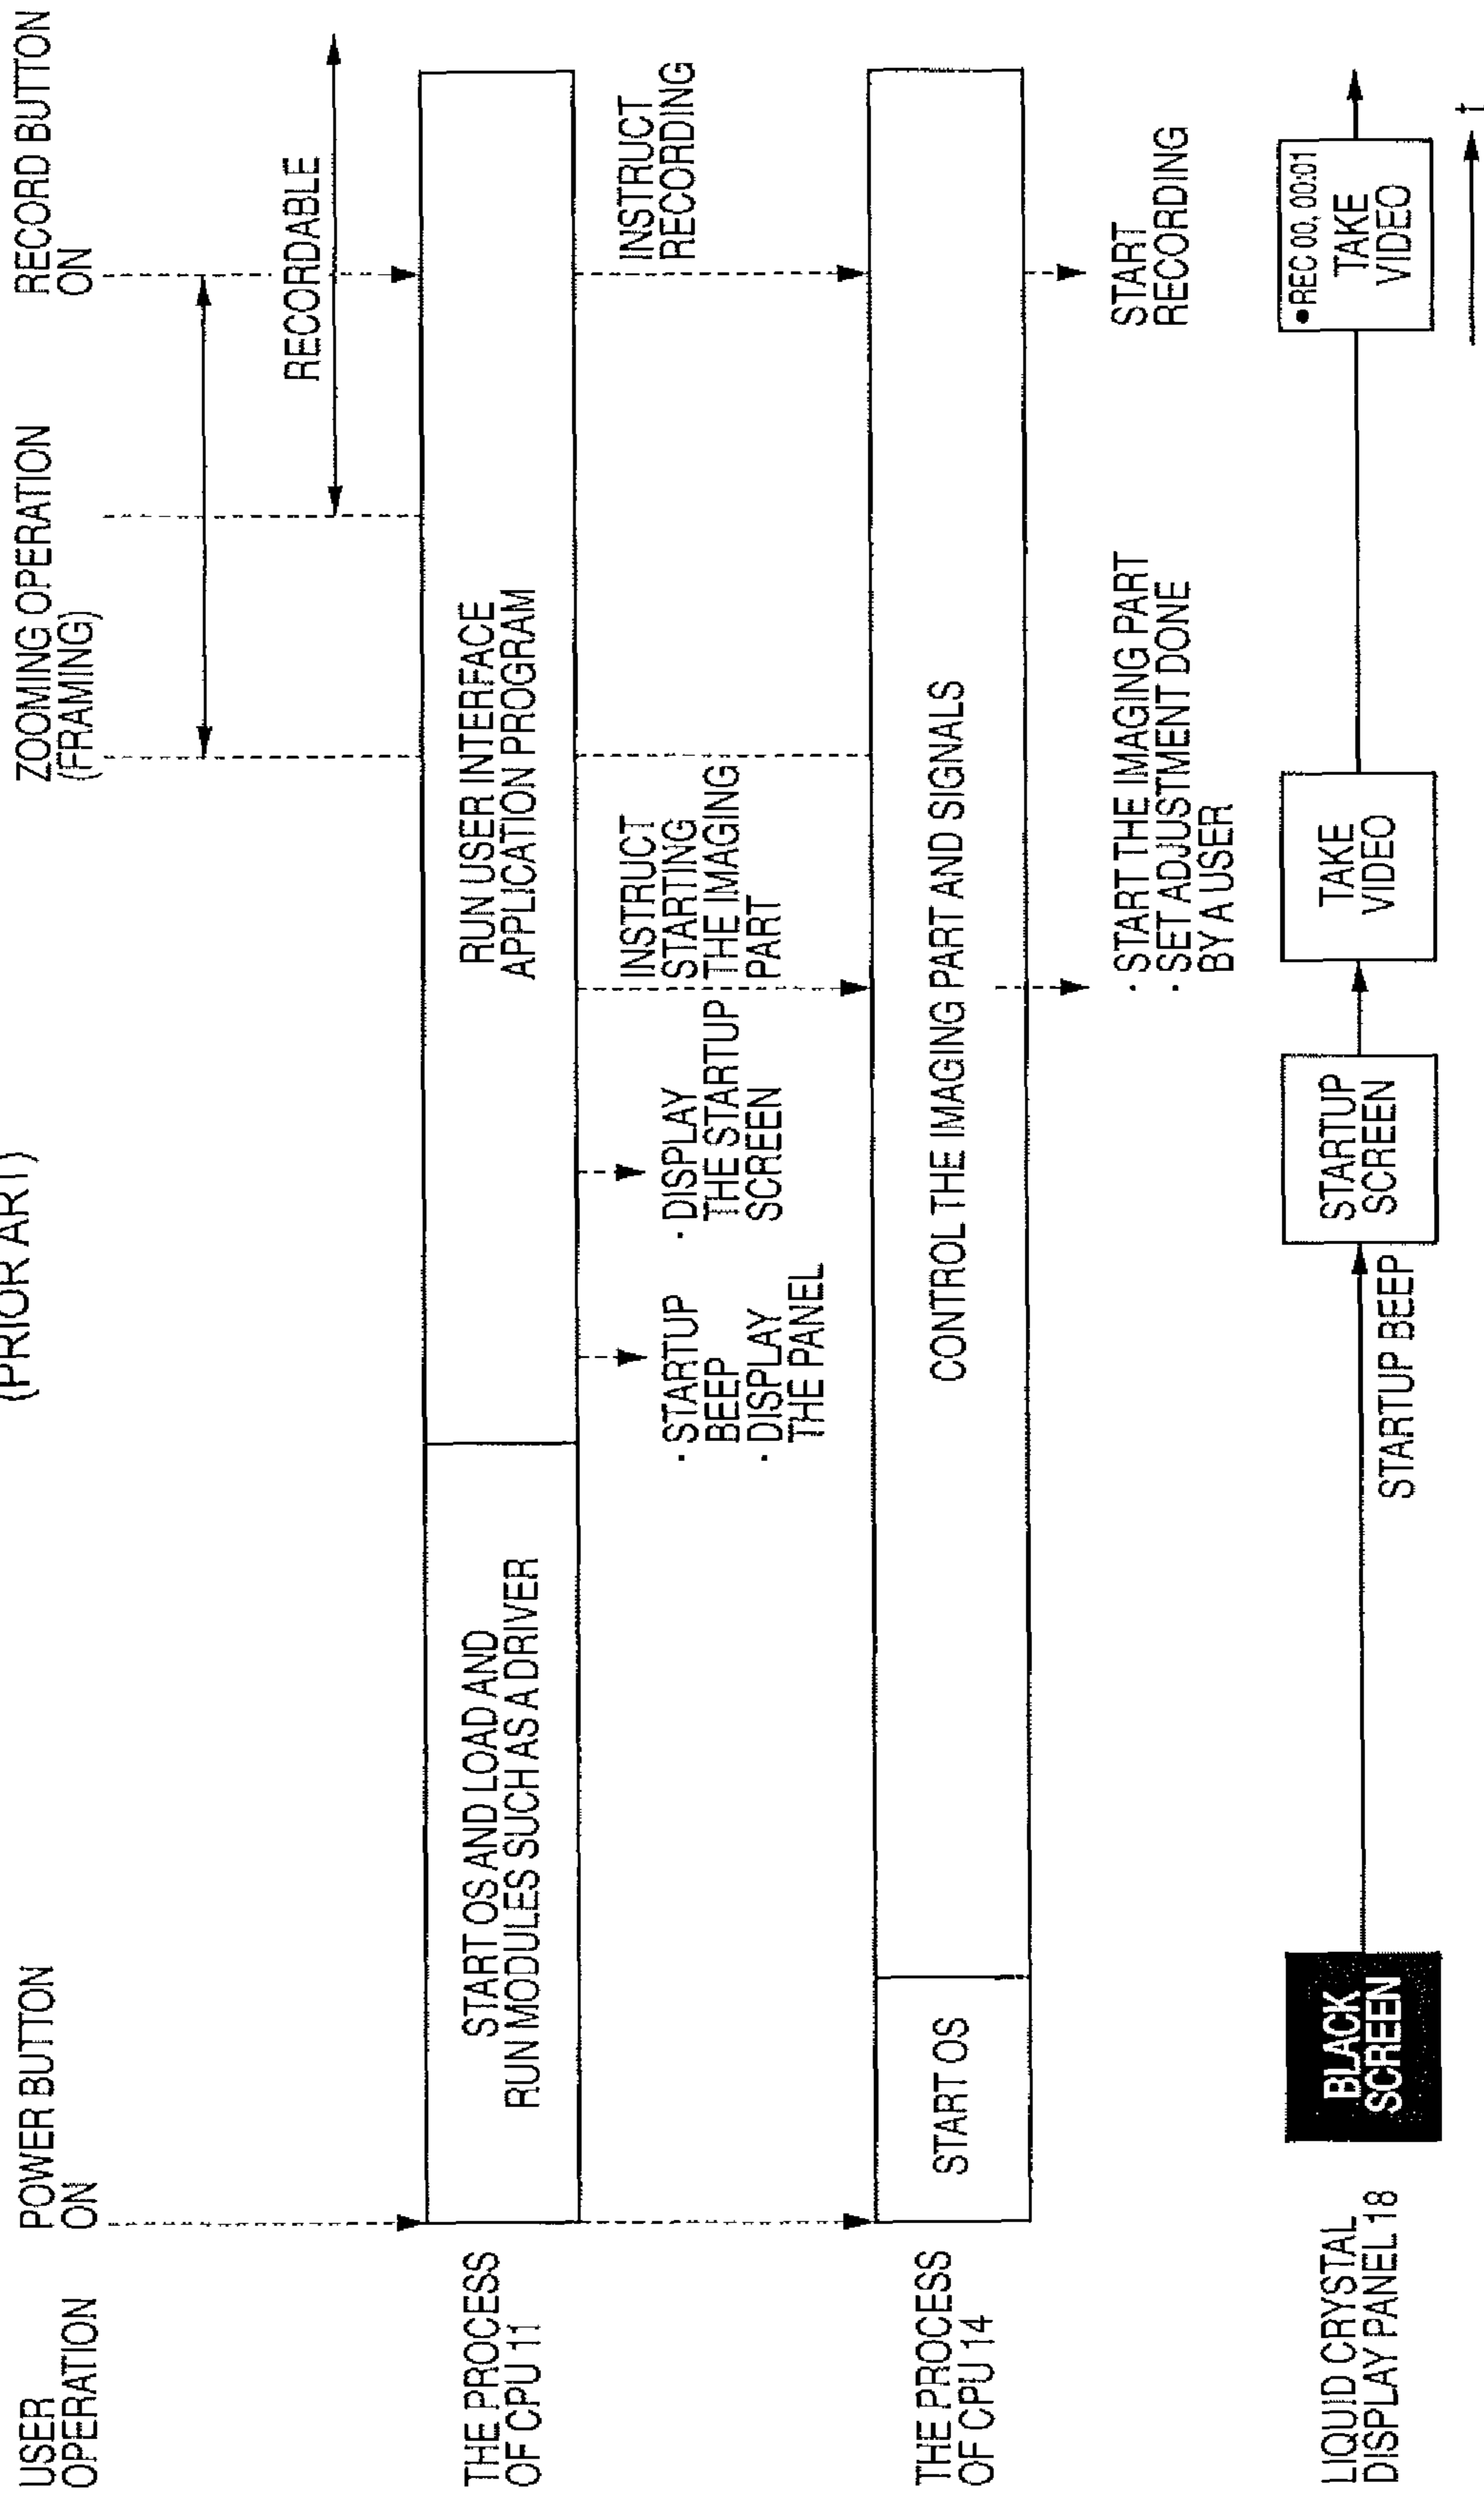 (PRIOR ART)
USER
OPERATION
POWER BUTTON
ON
ZOOMING OPERATION
(FRAMING)
RECORD BUTTON
ON
RECORDABLE
THE PROCESS
OF CPU 11
START OS AND LOAD AND
RUN MODULES SUCH AS A DRIVER
RUN USER INTERFACE
APPLICATION PROGRAM
· STARTUP
BEEP
· DISPLAY
THE PANEL
· DISPLAY
THE STARTUP
SCREEN
INSTRUCT
STARTING
THE IMAGING
PART
INSTRUCT
RECORDING
THE PROCESS
OF CPU 14
START OS
CONTROL THE IMAGING PART AND SIGNALS
· START THE IMAGING PART
· SET ADJUSTMENT DONE
BY A USER
START
RECORDING
LIQUID CRYSTAL
DISPLAY PANEL 18
BLACK
SCREEN
STARTUP BEEP
STARTUP
SCREEN
TAKE
VIDEO
●REC 00, 00:01
TAKE
VIDEO
t